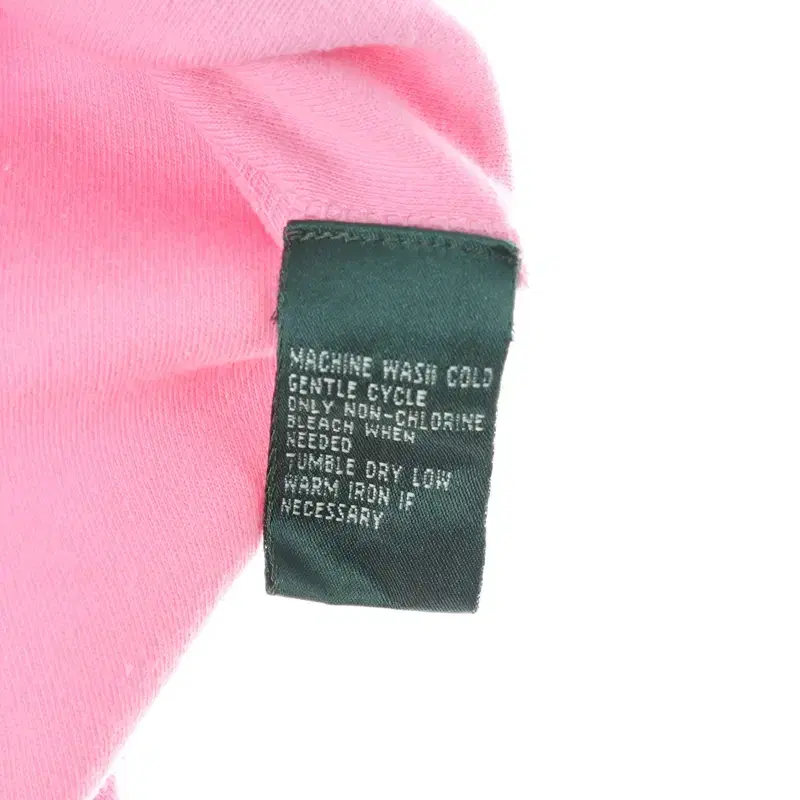 MACHINE WASH COLD
GENTLE CYCLE
ONLY NON-CHLORINE
BLEACH WHEN
NEEDED
TUMBLE DRY LOW
WARM IRON IF
NECESSARY